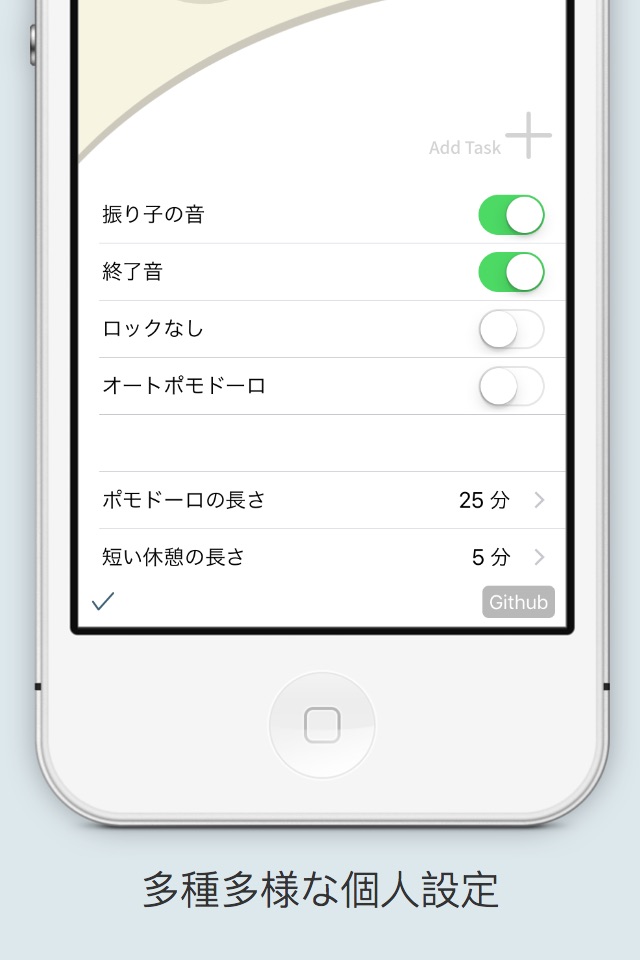 Add Task
振り子の音
終了音
ロックなし
オートポモドーロ
ポモドーロの長さ 25 分
短い休憩の長さ 5 分
Github
多種多様な個人設定